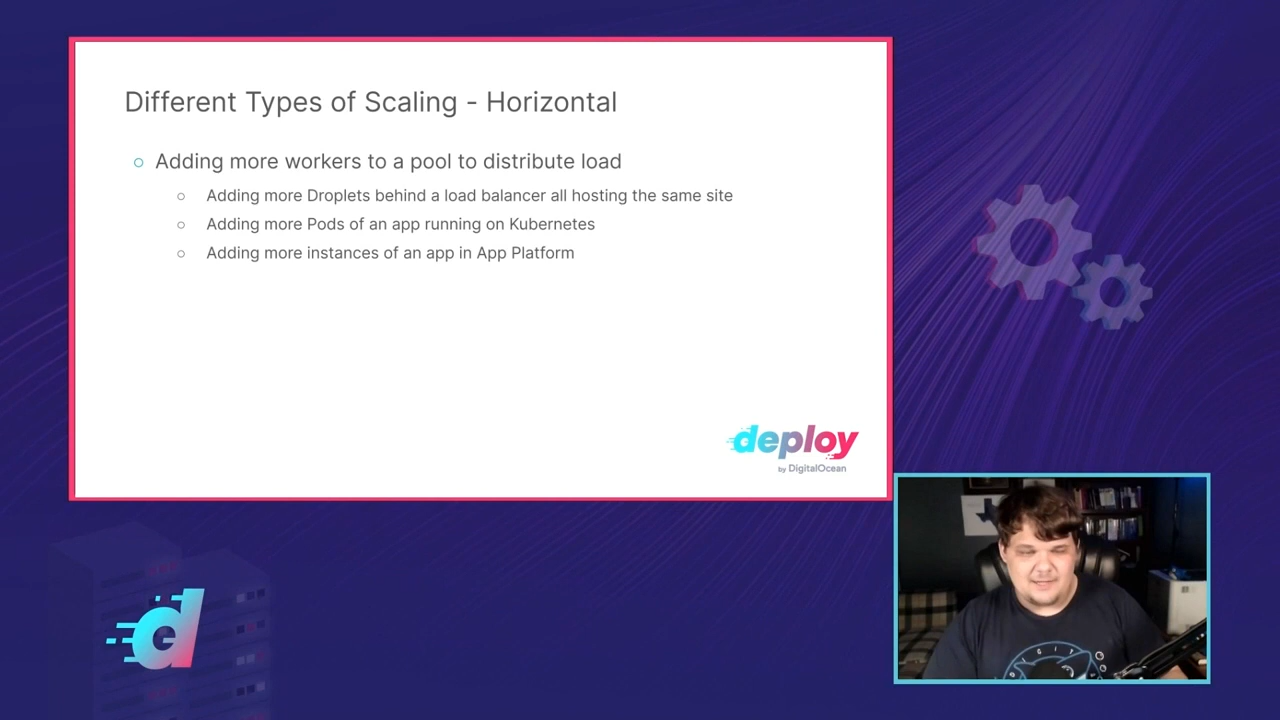 Different Types of Scaling - Horizontal
○ Adding more workers to a pool to distribute load
○ Adding more Droplets behind a load balancer all hosting the same site
○ Adding more Pods of an app running on Kubernetes
○ Adding more instances of an app in App Platform
deploy
by DigitalOcean
d